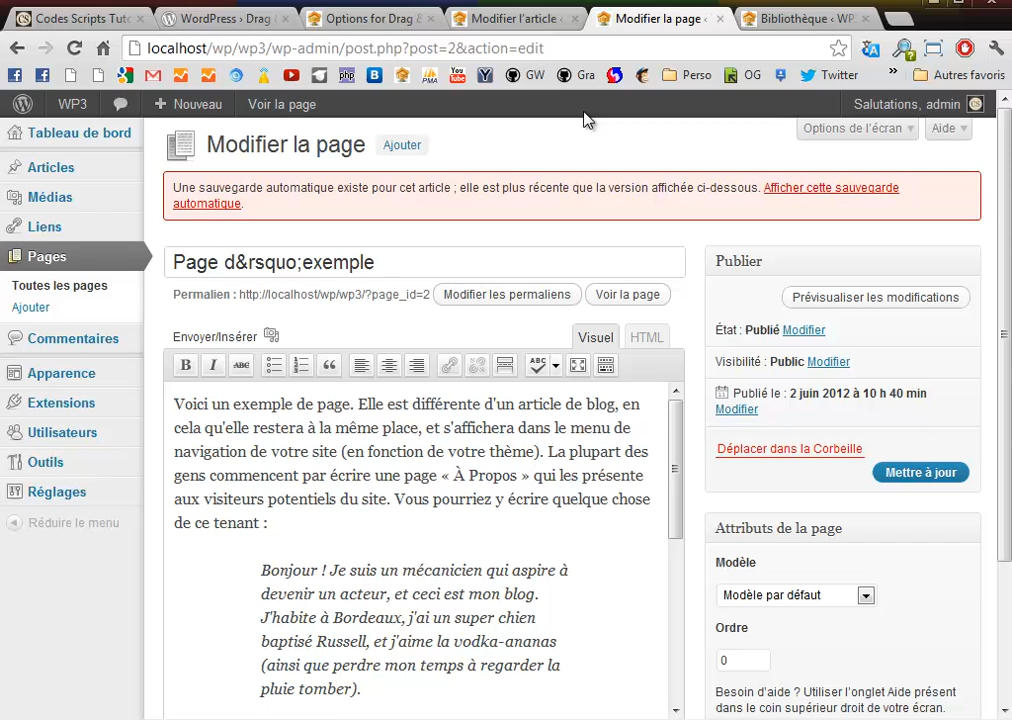 Codes Scripts Tuto
WordPress › Drag &
Options for Drag &
Modifier l'article ‹
Modifier la page ‹
Bibliothèque ‹ WP:
localhost/wp/wp3/wp-admin/post.php?post=2&action=edit
GW
Gra
Perso
OG
Twitter
»
Autres favoris
WP3
+ Nouveau
Voir la page
Salutations, admin
Tableau de bord
Articles
Médias
Liens
Pages
Toutes les pages
Ajouter
Commentaires
Apparence
Extensions
Utilisateurs
Outils
Réglages
Réduire le menu
Options de l'écran
Aide
Modifier la page
Ajouter
Une sauvegarde automatique existe pour cet article ; elle est plus récente que la version affichée ci-dessous. Afficher cette sauvegarde
automatique.
Page d&rsquo;exemple
Permalien : http://localhost/wp/wp3/?page_id=2
Modifier les permaliens
Voir la page
Envoyer/Insérer
Visuel
HTML
B I ABC
ABC
Voici un exemple de page. Elle est différente d'un article de blog, en
cela qu'elle restera à la même place, et s'affichera dans le menu de
navigation de votre site (en fonction de votre thème). La plupart des
gens commencent par écrire une page « À Propos » qui les présente
aux visiteurs potentiels du site. Vous pourriez y écrire quelque chose
de ce tenant :
Bonjour ! Je suis un mécanicien qui aspire à
devenir un acteur, et ceci est mon blog.
J'habite à Bordeaux, j'ai un super chien
baptisé Russell, et j'aime la vodka-ananas
(ainsi que perdre mon temps à regarder la
pluie tomber).
Publier
Prévisualiser les modifications
État : Publié Modifier
Visibilité : Public Modifier
Publié le : 2 juin 2012 à 10 h 40 min
Modifier
Déplacer dans la Corbeille
Mettre à jour
Attributs de la page
Modèle
Modèle par défaut
Ordre
0
Besoin d'aide ? Utiliser l'onglet Aide présent
dans le coin supérieur droit de votre écran.